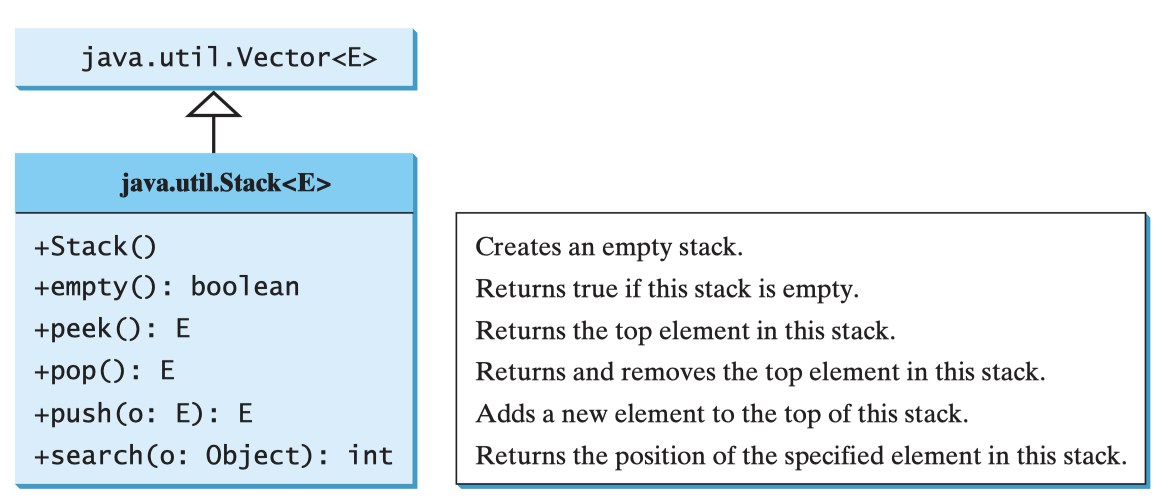 java.util.Vector<E>
java.util.Stack<E>
+Stack()
Creates an empty stack.
+empty(): boolean
Returns true if this stack is empty.
+peek(): E
Returns the top element in this stack.
+pop(): E
Returns and removes the top element in this stack.
+push(o: E): E
Adds a new element to the top of this stack.
+search(o: Object): int
Returns the position of the specified element in this stack.